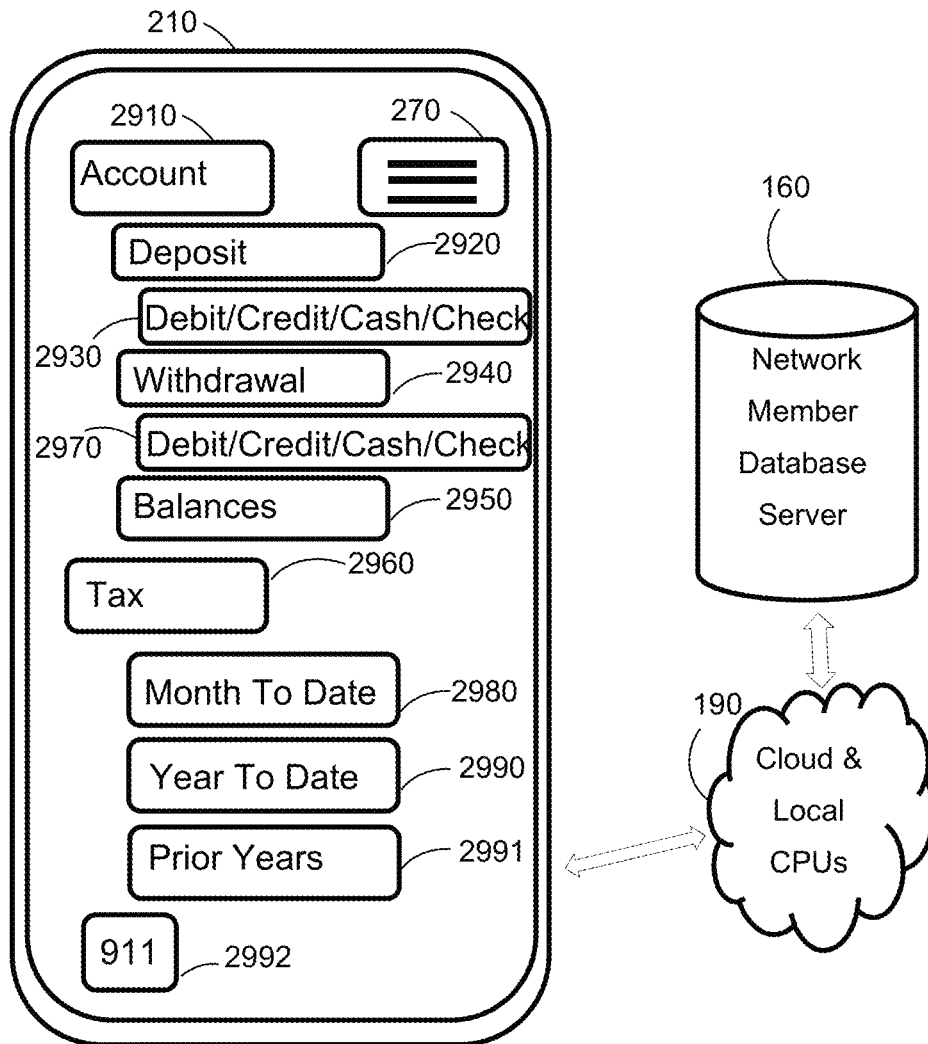 210
2910
270
Account
Deposit
2920
Debit/Credit/Cash/Check
2930
Withdrawal
2940
2970
Debit/Credit/Cash/Check
Balances
2950
2960
Tax
Month To Date
2980
Year To Date
2990
Prior Years
2991
911
2992
160
Network
Member
Database
Server
190
Cloud &
Local
CPUs